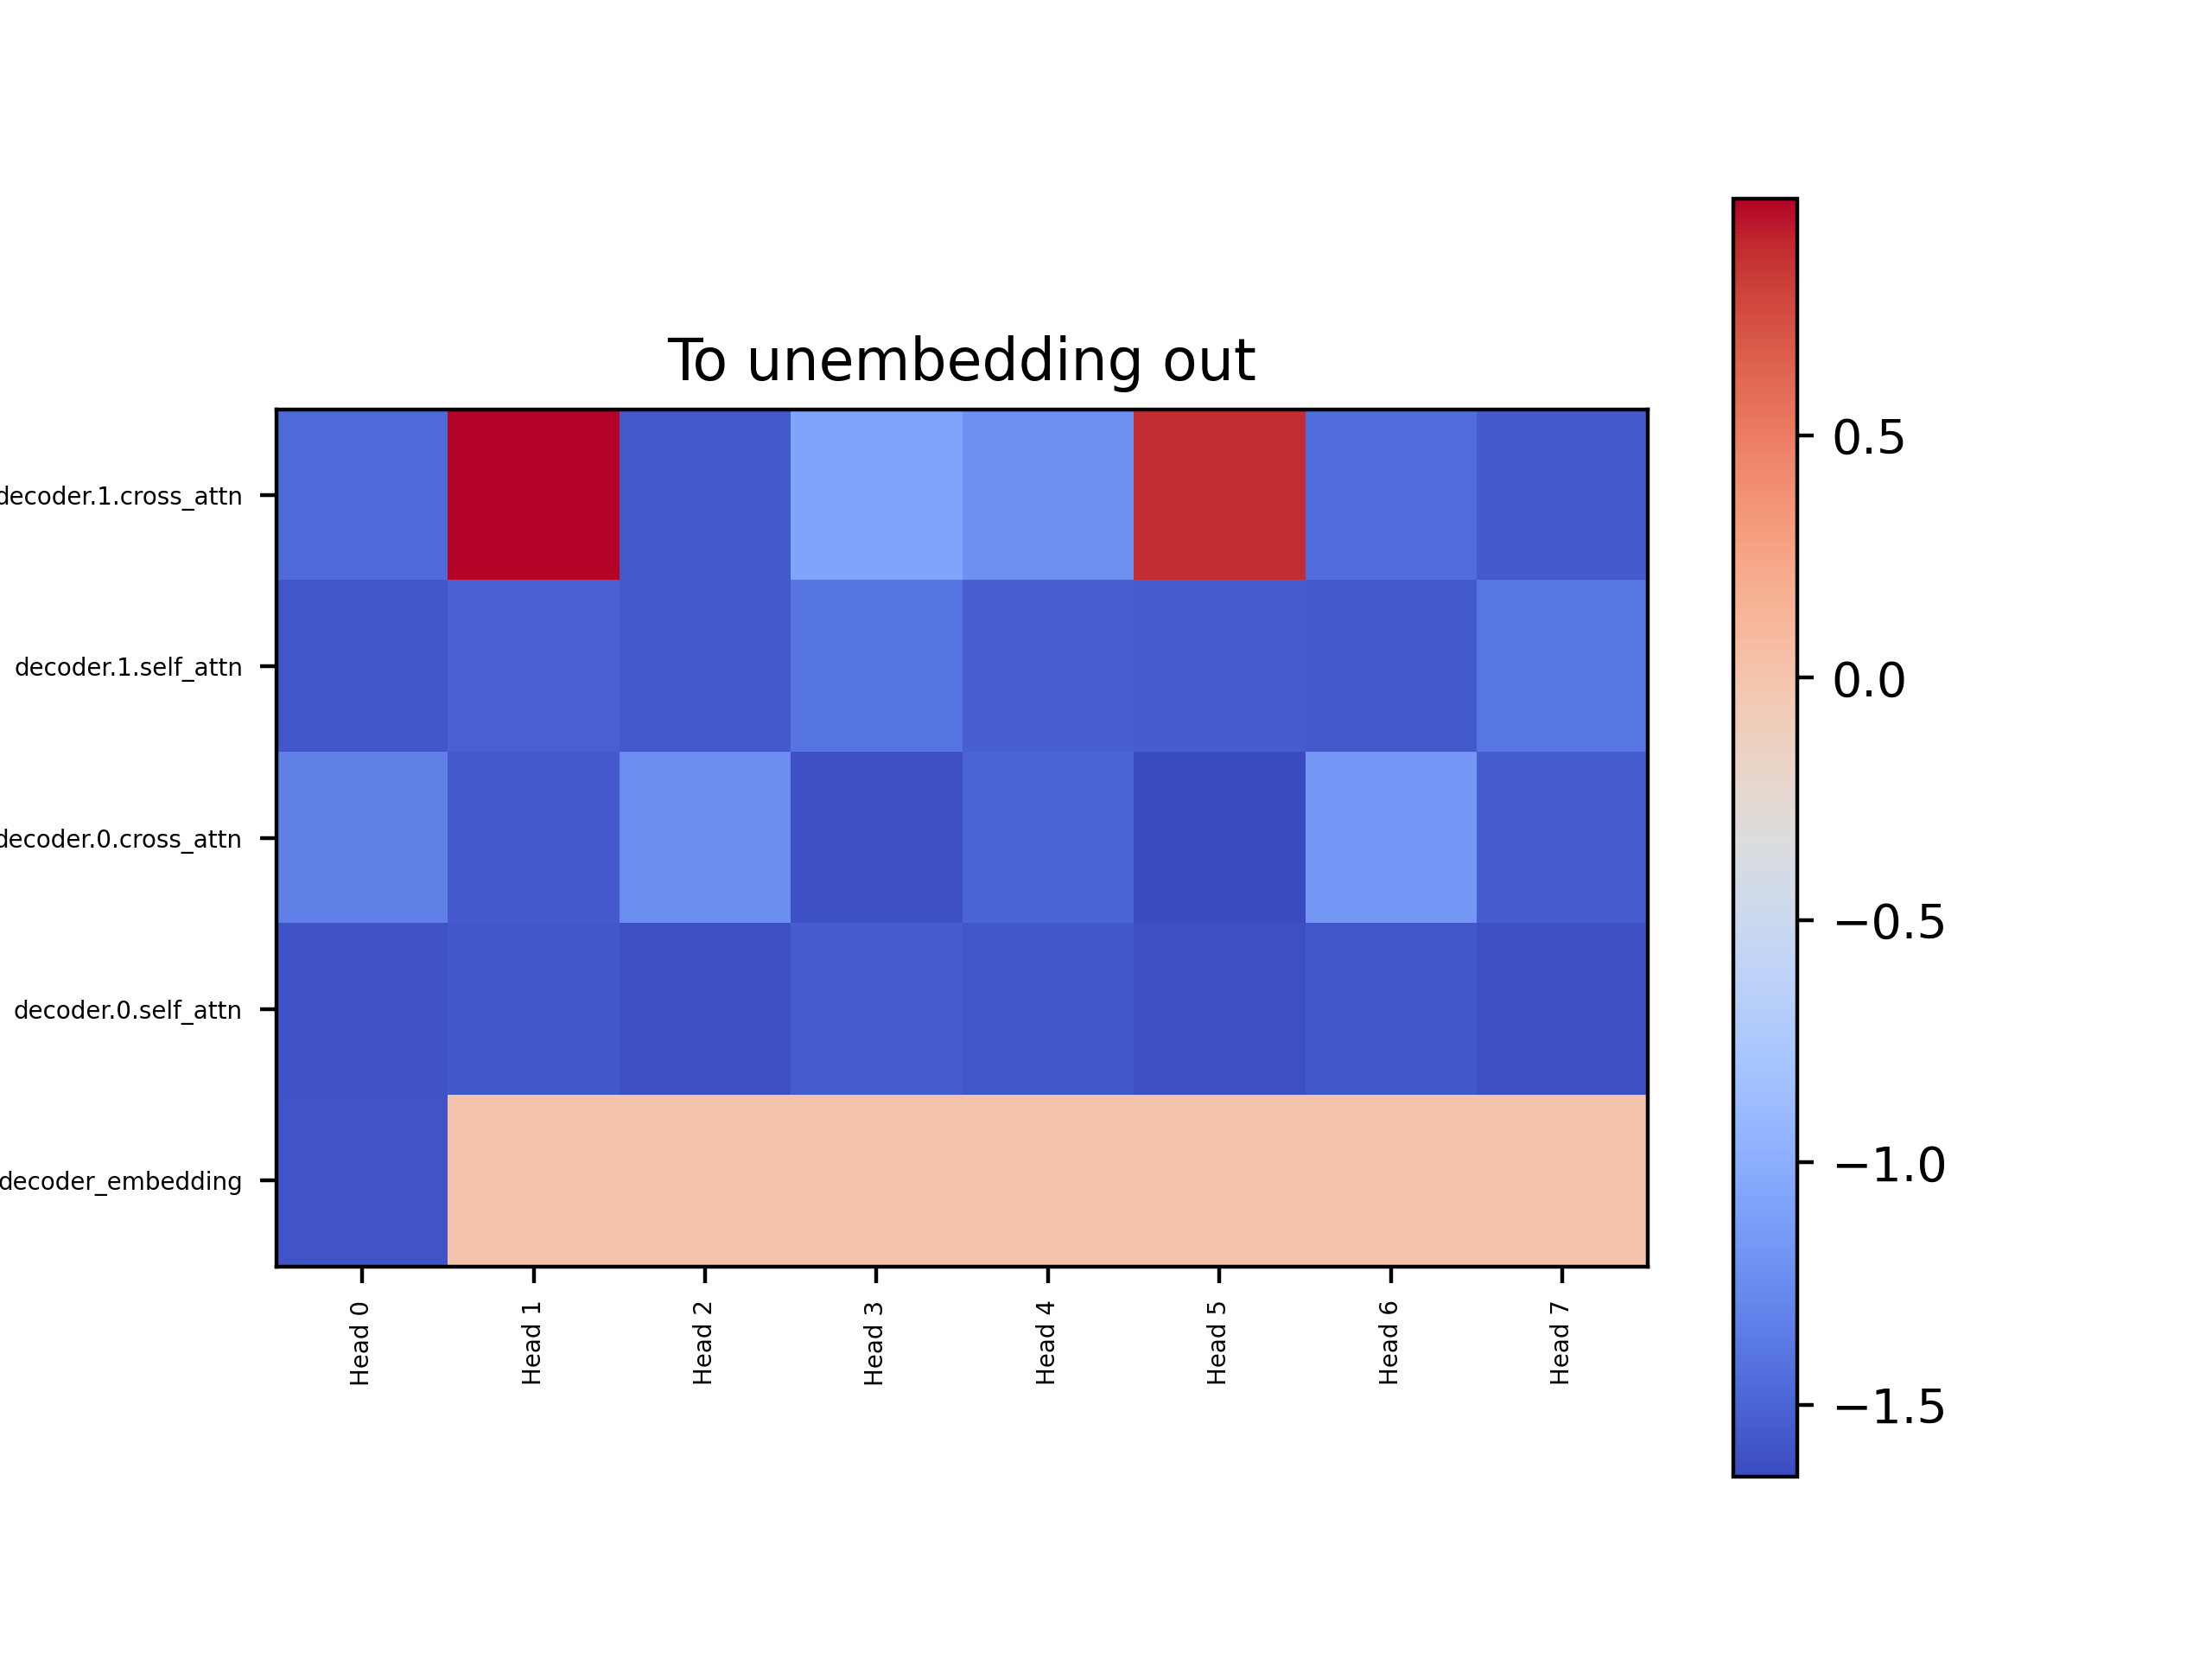 To unembedding out
decoder.1.cross_attn
decoder.1.self_attn
decoder.0.cross_attn
decoder.0.self_attn
decoder_embedding
Head 0
Head 1
Head 2
Head 3
Head 4
Head 5
Head 6
Head 7
0.5
0.0
−0.5
−1.0
−1.5